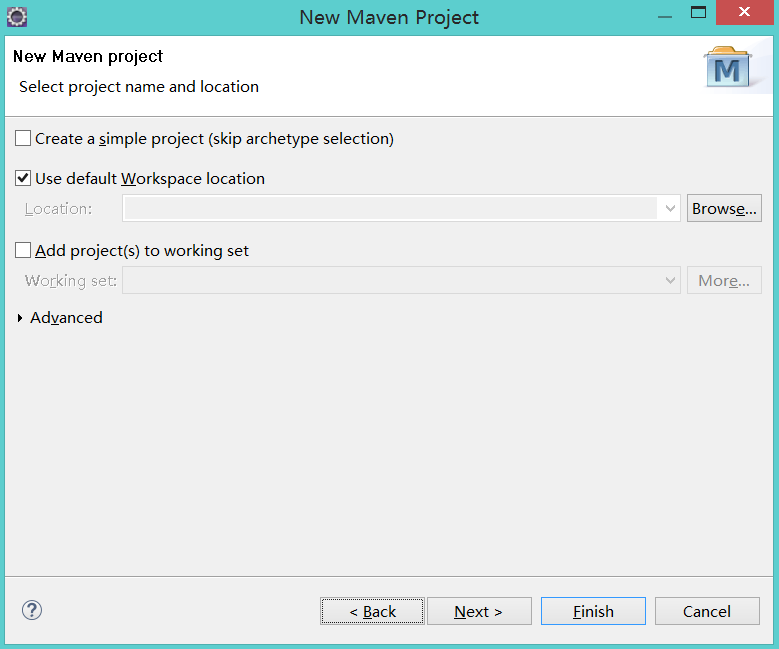 New Maven Project
New Maven project
Select project name and location
M
Create a simple project (skip archetype selection)
Use default Workspace location
Location:
Browse...
Add project(s) to working set
Working set:
More...
Advanced
?
< Back
Next >
Finish
Cancel